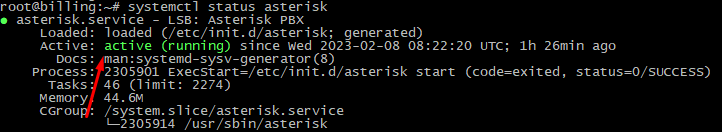 root@billing:~# systemctl status asterisk
● asterisk.service - LSB: Asterisk PBX
Loaded: loaded (/etc/init.d/asterisk; generated)
Active: active (running) since Wed 2023-02-08 08:22:20 UTC; 1h 26min ago
Docs: man:systemd-sysv-generator(8)
Process: 2305901 ExecStart=/etc/init.d/asterisk start (code=exited, status=0/SUCCESS)
Tasks: 46 (limit: 2274)
Memory: 44.6M
CGroup: /system.slice/asterisk.service
└─2305914 /usr/sbin/asterisk